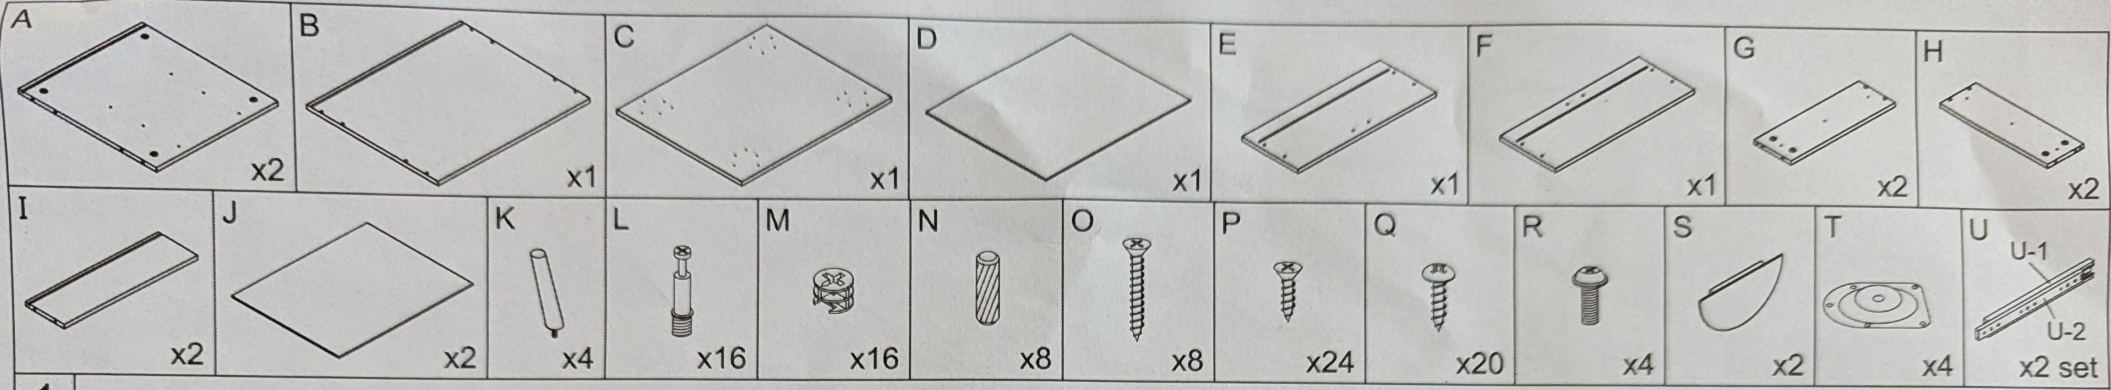 A x2
B x1
C x1
D x1
E x1
F x1
G x2
H x2
I x2
J x2
K x4
L x16
M x16
N x8
O x8
P x24
Q x20
R x4
S x2
T x4
U
U-1
U-2
x2 set